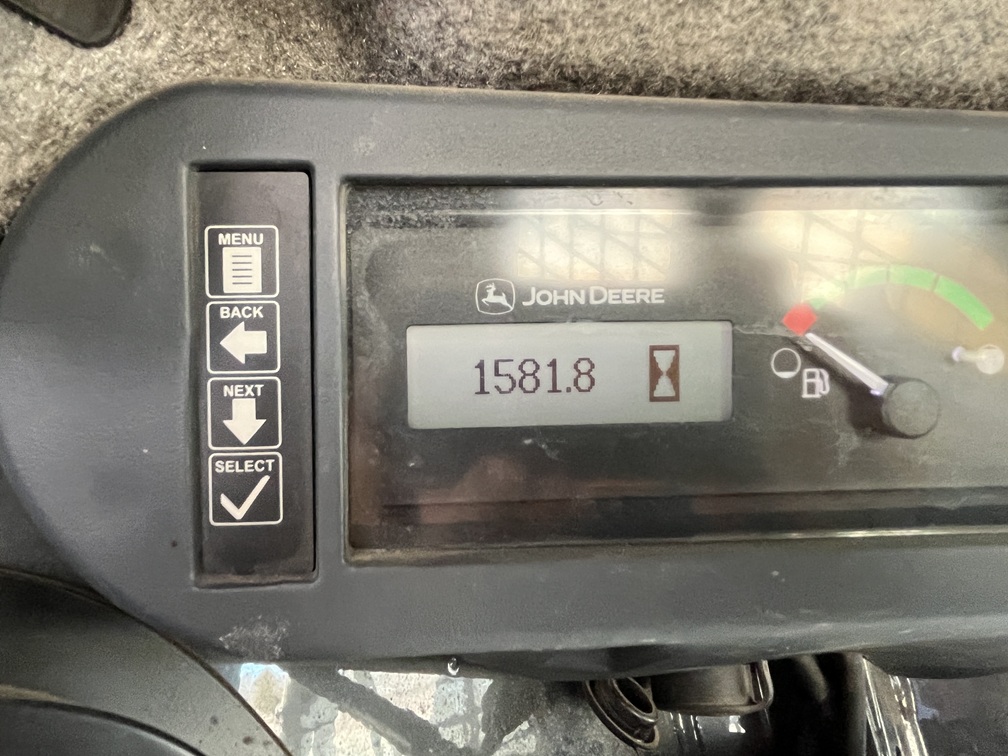 MENU
BACK
NEXT
SELECT
JOHN DEERE
1581.8